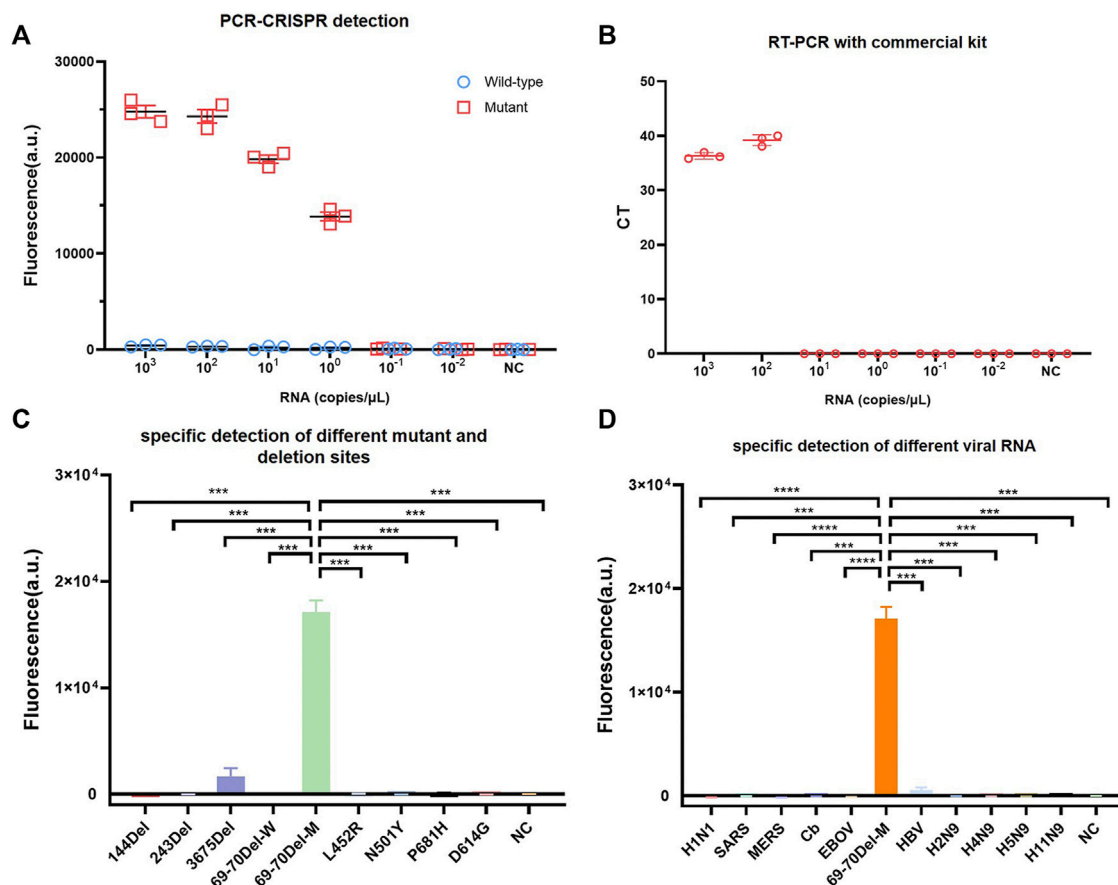 A
PCR-CRISPR detection
Fluorescence(a.u.)
30000
20000
10000
0
Wild-type
Mutant
10³ 10² 10¹ 10⁰ 10⁻¹ 10⁻² NC
RNA (copies/µL)
B
RT-PCR with commercial kit
CT
50
40
30
20
10
0
10³ 10² 10¹ 10⁰ 10⁻¹ 10⁻² NC
RNA (copies/µL)
C
specific detection of different mutant and
deletion sites
Fluorescence(a.u.)
3×10⁴
2×10⁴
1×10⁴
0
*** ***
*** ***
*** ***
*** ***
144Del 243Del 3675Del 69-70Del-W 69-70Del-M L452R N501Y P681H D614G NC
D
specific detection of different viral RNA
Fluorescence(a.u.)
3×10⁴
2×10⁴
1×10⁴
0
**** ***
*** ***
**** ***
*** ***
**** ***
***
H1N1 SARS MERS Cb EBOV 69-70Del-M HBV H2N9 H4N9 H5N9 H11N9 NC